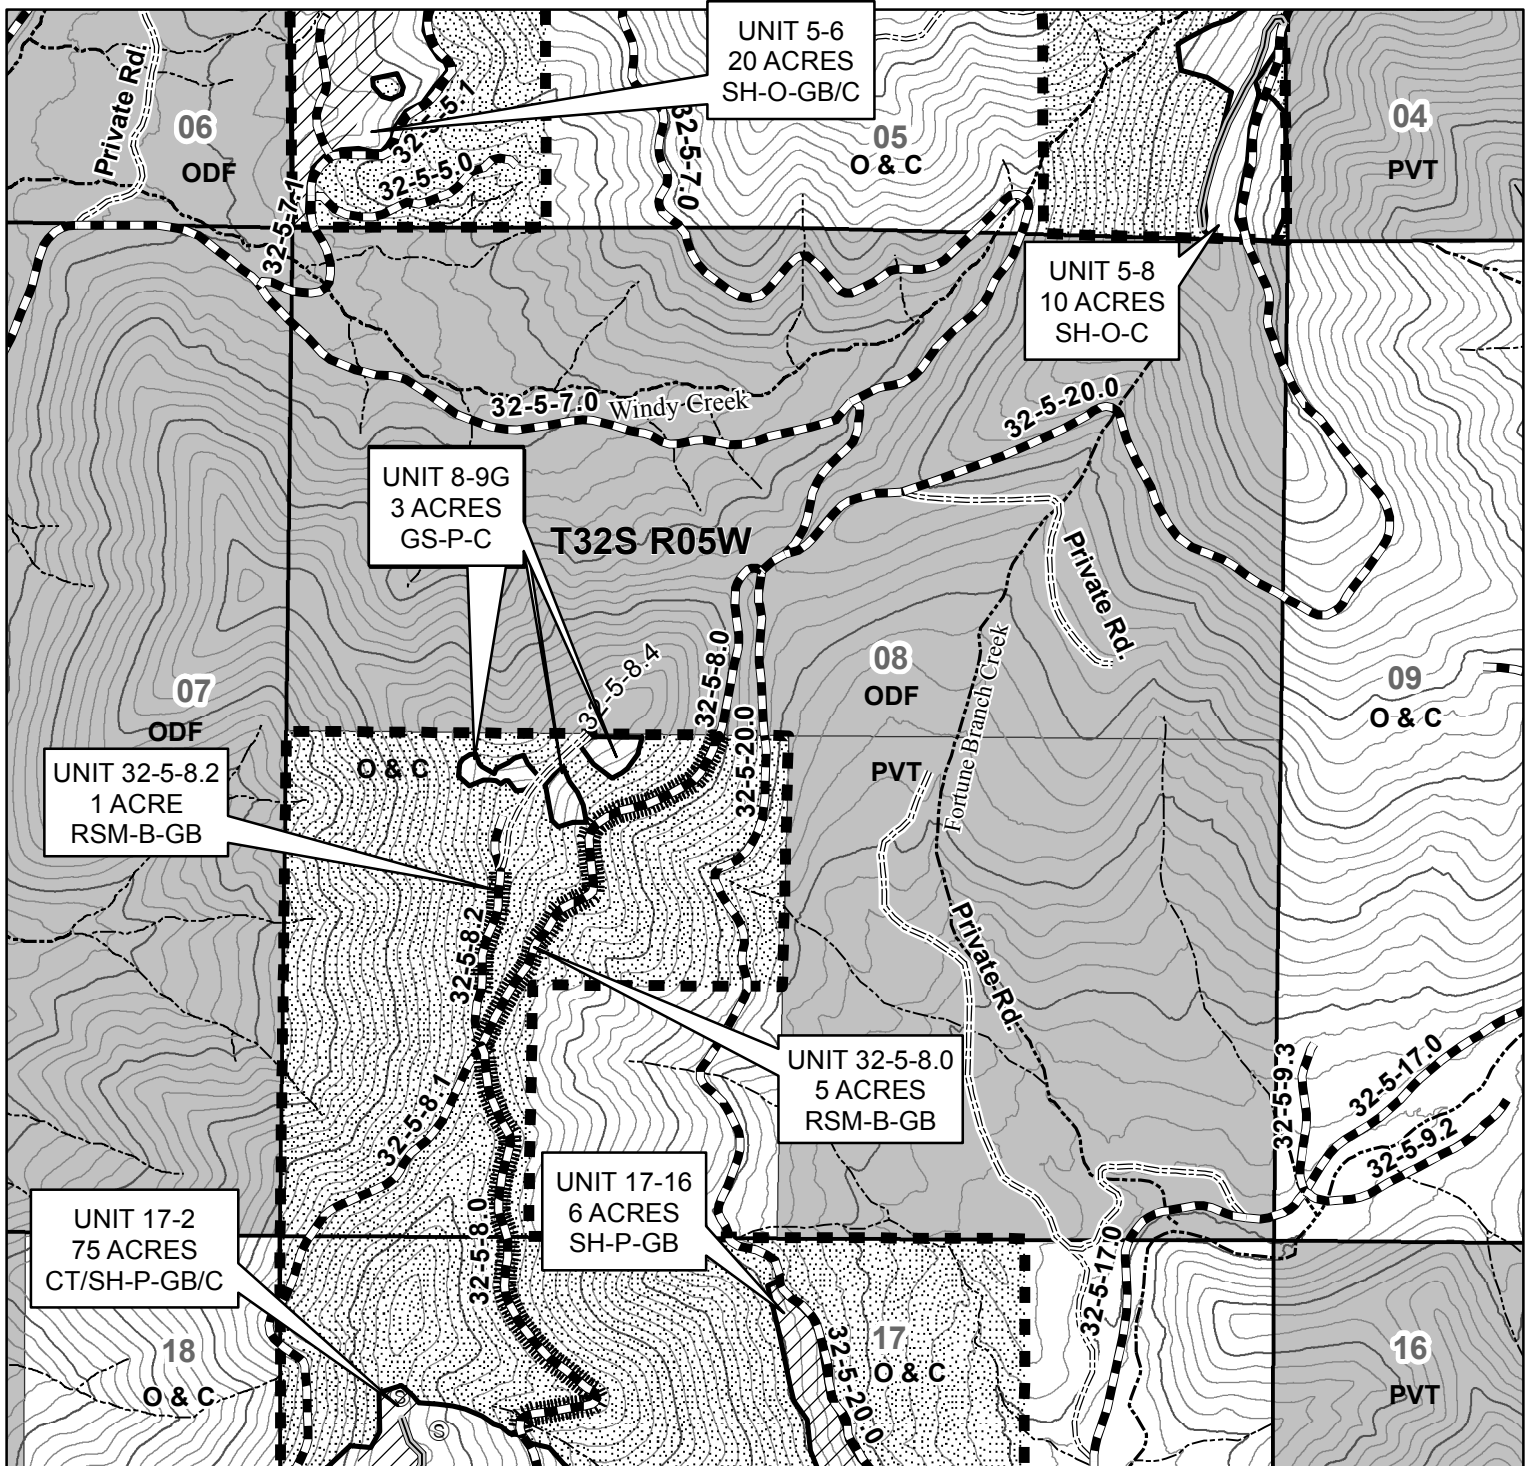 UNIT 5-6
20 ACRES
SH-O-GB/C
Private Rd.
06
ODF
32-5-5.1
32-5-5.0
32-5-7.1
32-5-7.0
05
O & C
04
PVT
UNIT 5-8
10 ACRES
SH-O-C
32-5-7.0
Windy Creek
32-5-20.0
UNIT 8-9G
3 ACRES
GS-P-C
T32S R05W
Private Rd.
32-5-8.4
32-5-8.0
32-5-20.0
Fortune Branch Creek
07
ODF
08
ODF
09
O & C
O & C
PVT
UNIT 32-5-8.2
1 ACRE
RSM-B-GB
32-5-8.2
Private Rd.
UNIT 32-5-8.0
5 ACRES
RSM-B-GB
32-5-8.1
32-5-9.3
32-5-17.0
32-5-9.2
UNIT 17-16
6 ACRES
SH-P-GB
UNIT 17-2
75 ACRES
CT/SH-P-GB/C
32-5-8.0
32-5-17.0
18
O & C
17
O & C
32-5-20.0
16
PVT
S
S